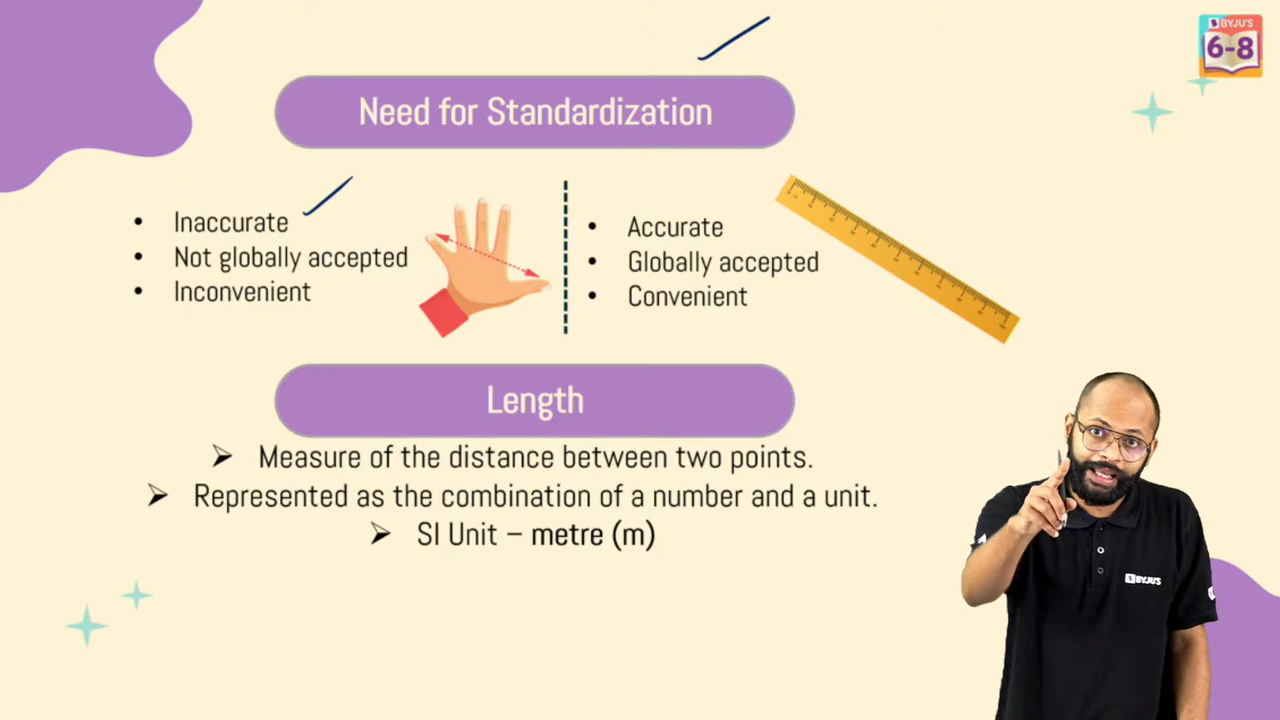 BYJU'S
6-8
Need for Standardization
• Inaccurate
• Not globally accepted
• Inconvenient
• Accurate
• Globally accepted
• Convenient
Length
➢ Measure of the distance between two points.
➢ Represented as the combination of a number and a unit.
➢ SI Unit – metre (m)
BYJU'S